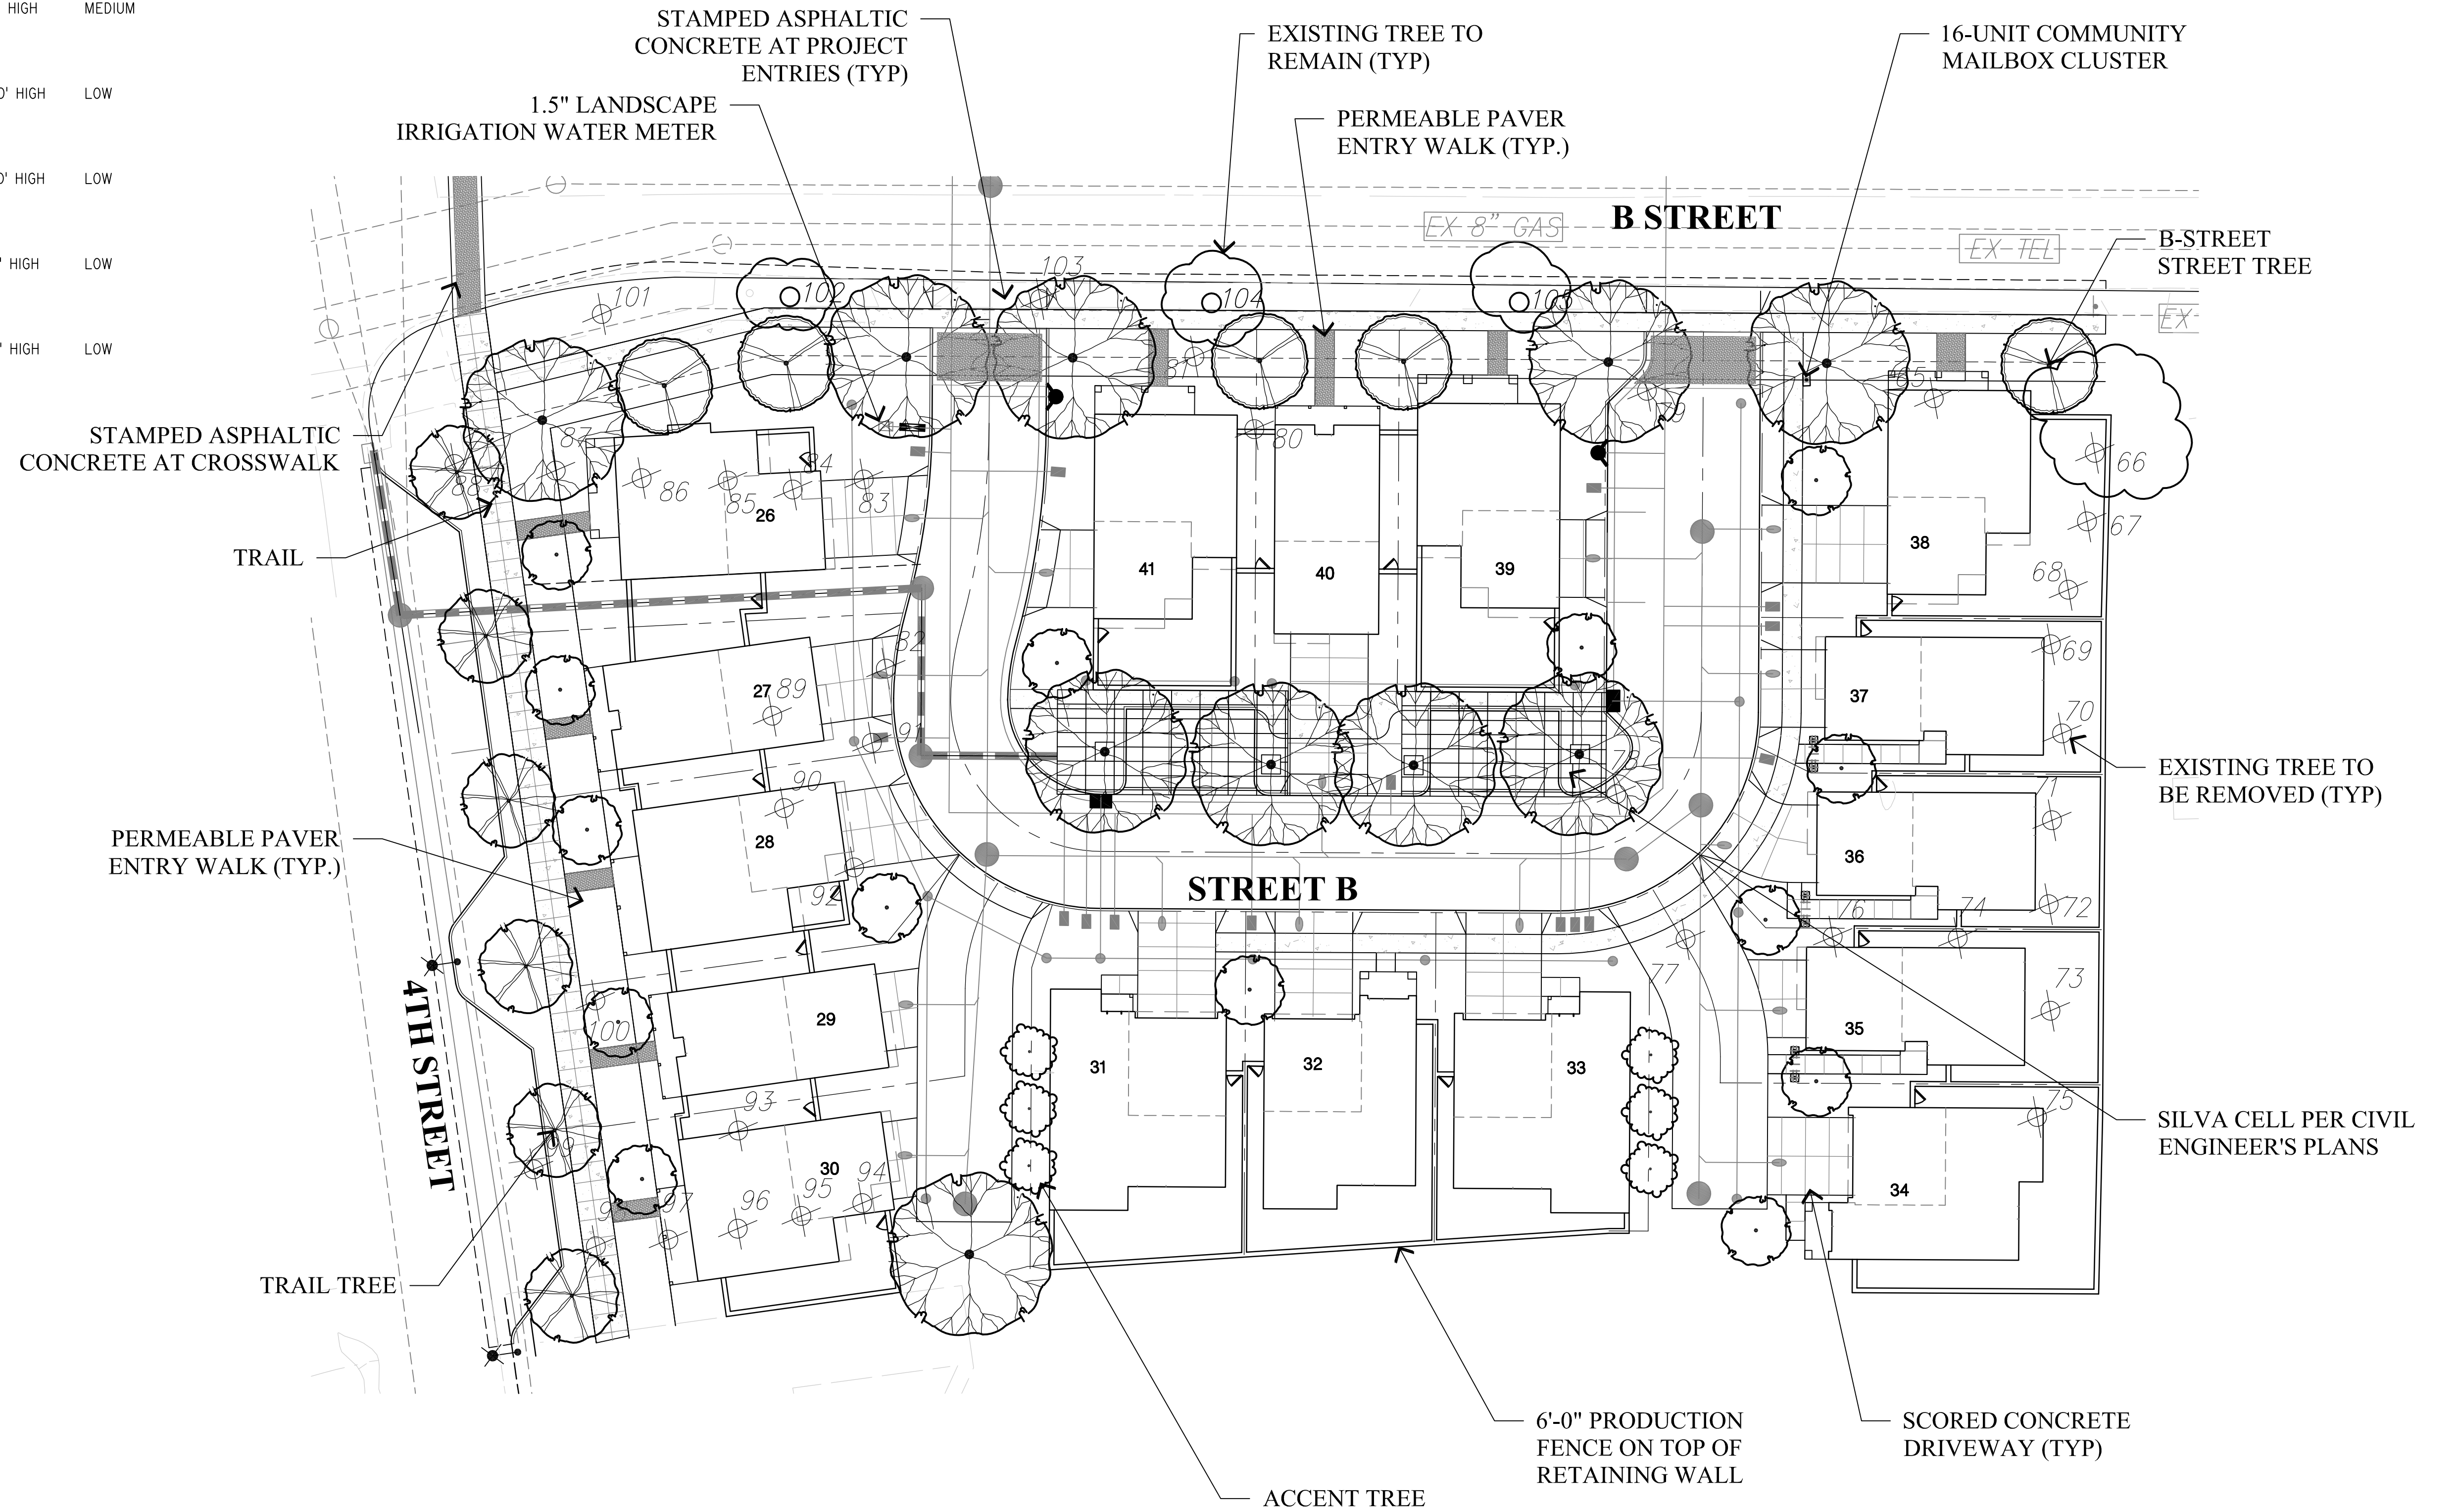 HIGH MEDIUM
0' HIGH LOW
0' HIGH LOW
' HIGH LOW
' HIGH LOW
STAMPED ASPHALTIC
CONCRETE AT PROJECT
ENTRIES (TYP)
1.5" LANDSCAPE
IRRIGATION WATER METER
EXISTING TREE TO
REMAIN (TYP)
PERMEABLE PAVER
ENTRY WALK (TYP.)
16-UNIT COMMUNITY
MAILBOX CLUSTER
EX 8" GAS
B STREET
EX TEL
EX
B-STREET
STREET TREE
STAMPED ASPHALTIC
CONCRETE AT CROSSWALK
TRAIL
101
102
103
104
105
87
88
86
85
84
83
26
81
80
79
65
66
67
68
41
40
39
38
82
27
89
91
69
37
70
78
EXISTING TREE TO
BE REMOVED (TYP)
90
28
92
71
36
72
PERMEABLE PAVER
ENTRY WALK (TYP.)
STREET B
76
74
77
73
35
4TH STREET
100
29
31
32
33
93
99
30
94
95
96
97
9
75
34
SILVA CELL PER CIVIL
ENGINEER'S PLANS
TRAIL TREE
6'-0" PRODUCTION
FENCE ON TOP OF
RETAINING WALL
SCORED CONCRETE
DRIVEWAY (TYP)
ACCENT TREE